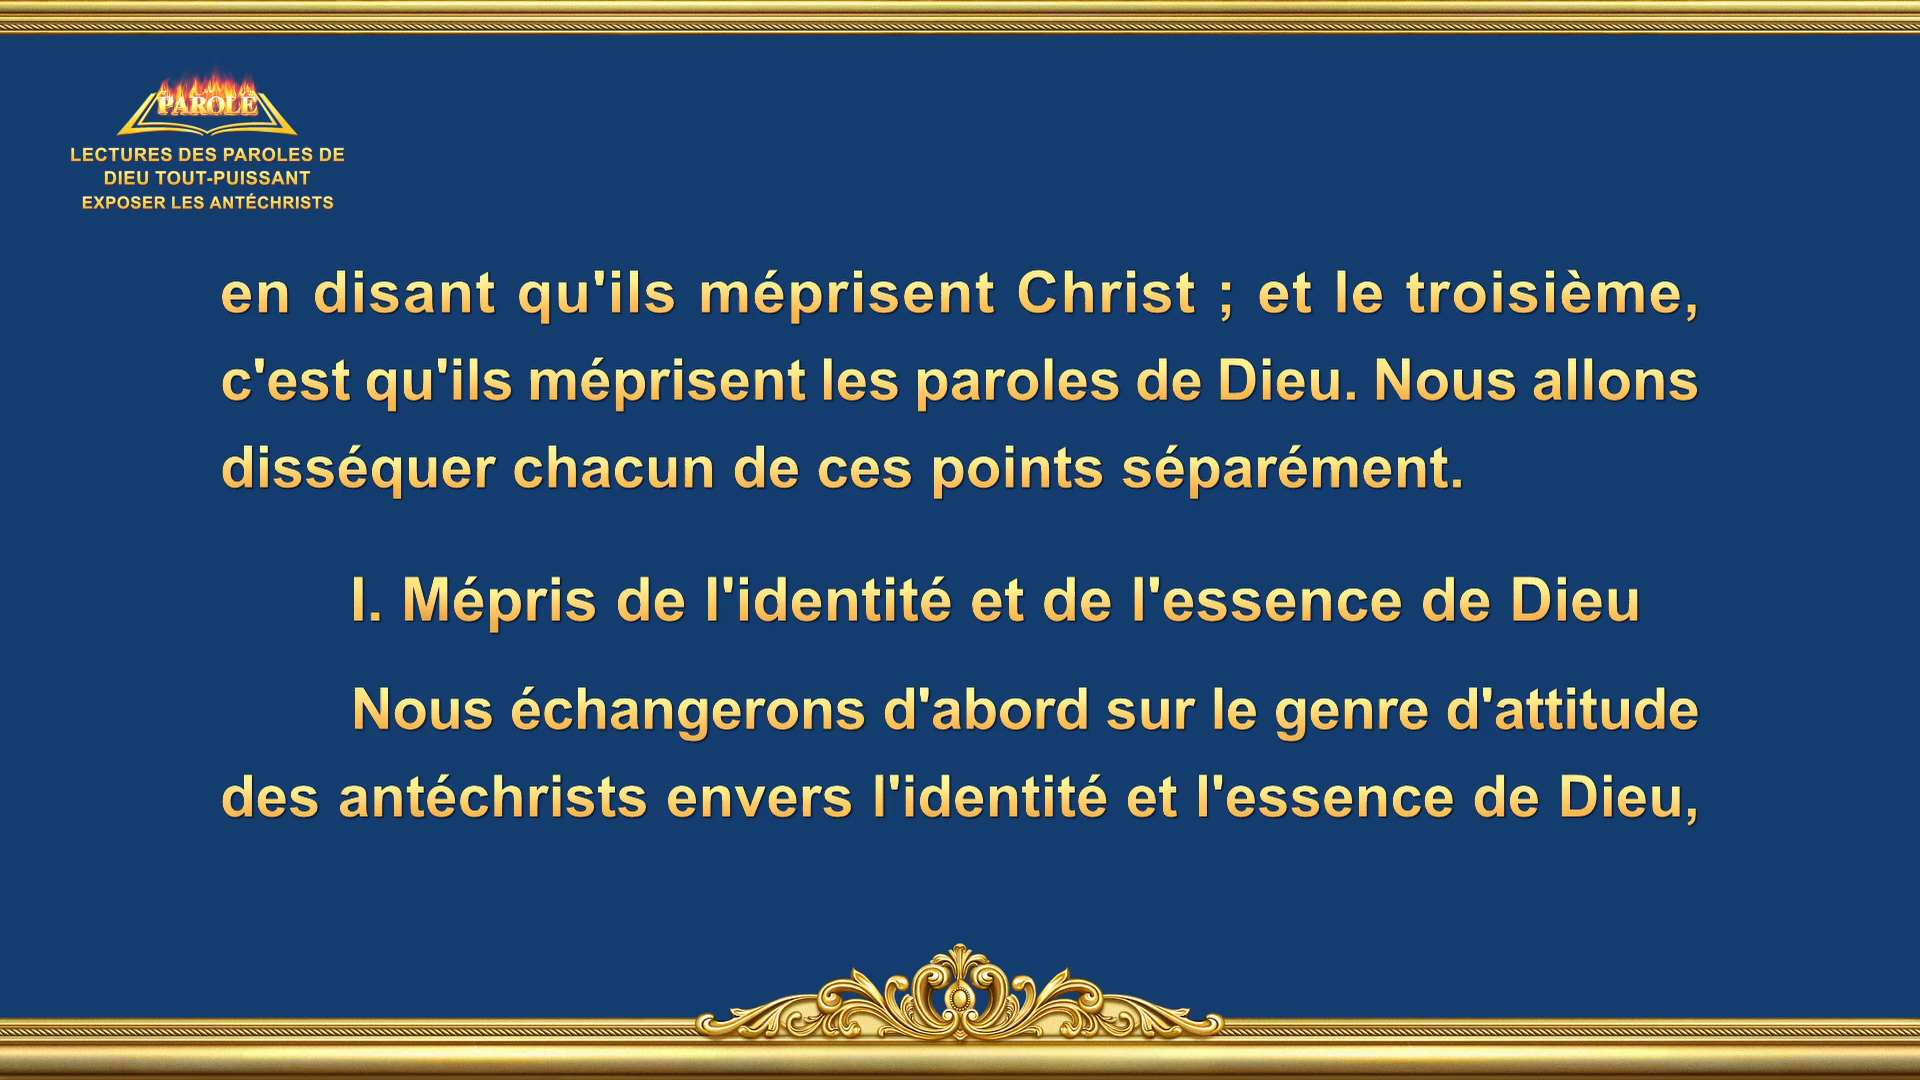 PAROLE
LECTURES DES PAROLES DE
DIEU TOUT-PUISSANT
EXPOSER LES ANTÉCHRISTS
en disant qu'ils méprisent Christ ; et le troisième,
c'est qu'ils méprisent les paroles de Dieu. Nous allons
disséquer chacun de ces points séparément.
I. Mépris de l'identité et de l'essence de Dieu
Nous échangerons d'abord sur le genre d'attitude
des antéchrists envers l'identité et l'essence de Dieu,